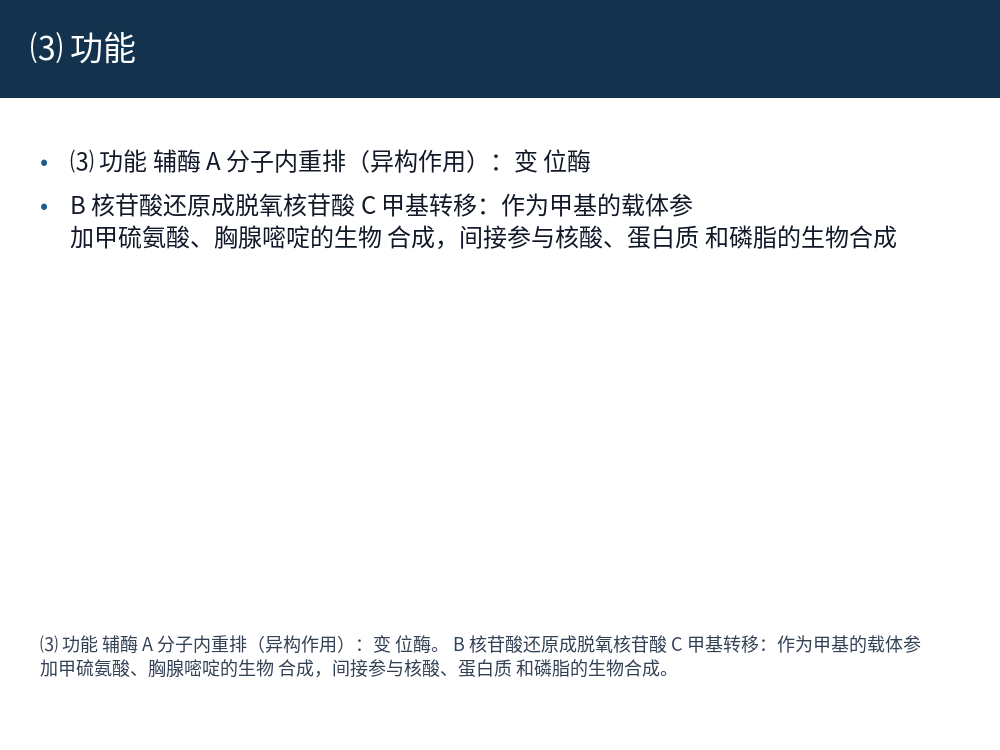 ⑶ 功能
• ⑶ 功能 辅酶 A 分子内重排（异构作用）：变 位酶
• B 核苷酸还原成脱氧核苷酸 C 甲基转移：作为甲基的载体参
加甲硫氨酸、胸腺嘧啶的生物 合成，间接参与核酸、蛋白质 和磷脂的生物合成
⑶ 功能 辅酶 A 分子内重排（异构作用）：变 位酶。 B 核苷酸还原成脱氧核苷酸 C 甲基转移：作为甲基的载体参
加甲硫氨酸、胸腺嘧啶的生物 合成，间接参与核酸、蛋白质 和磷脂的生物合成。